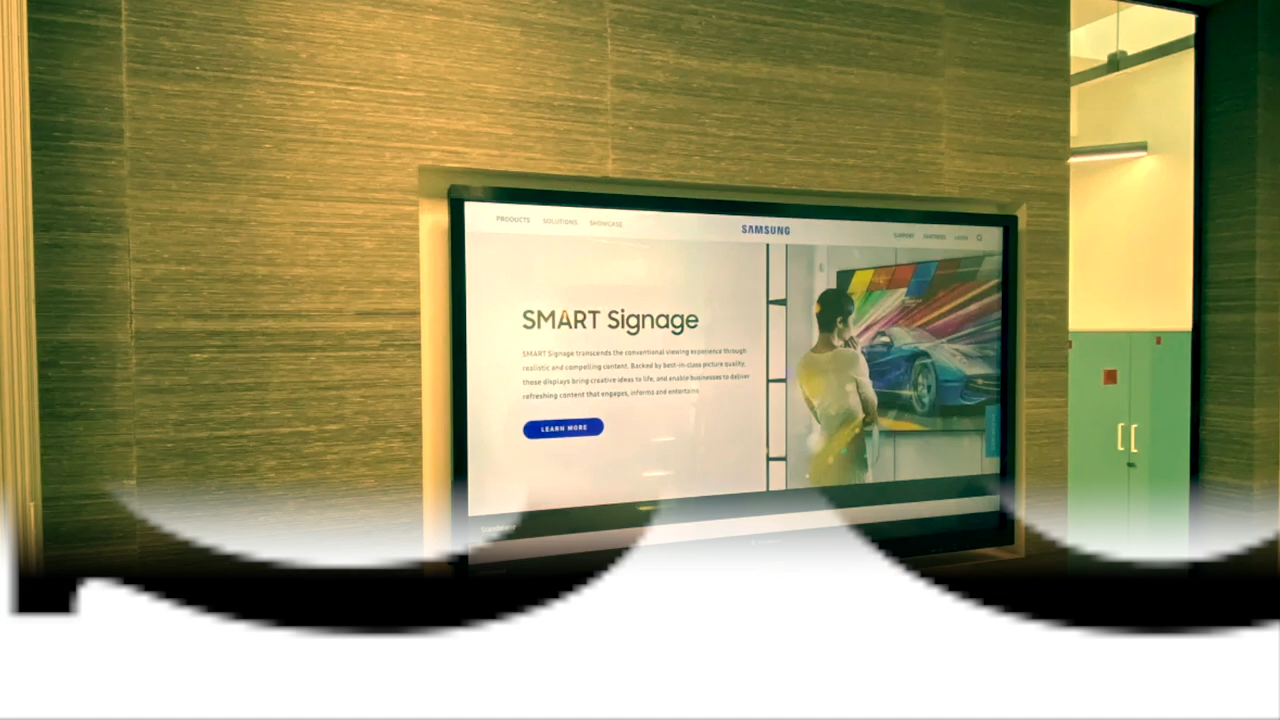 PRODUCTS SOLUTIONS SHOWCASE
SAMSUNG
SUPPORT PARTNERS LOGIN
SMART Signage
SMART Signage transcends the conventional viewing experience through
realistic and compelling content. Backed by best-in-class picture quality,
these displays bring creative ideas to life, and enable businesses to deliver
refreshing content that engages, informs and entertains
LEARN MORE